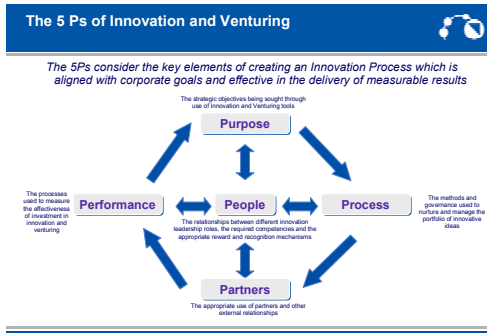 The 5 Ps of Innovation and Venturing
The 5Ps consider the key elements of creating an Innovation Process which is
aligned with corporate goals and effective in the delivery of measurable results
The strategic objectives being sought through
use of Innovation and Venturing tools
Purpose
The processes
used to measure
the effectiveness
of investment in
innovation and
venturing
Performance
People
The relationships between different innovation
leadership roles, the required competencies and the
appropriate reward and recognition mechanisms
Process
The methods and
governance used to
nurture and manage the
portfolio of innovative
ideas
Partners
The appropriate use of partners and other
external relationships